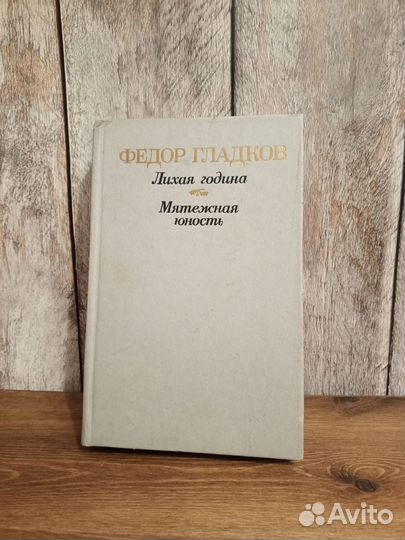 ФЕДОР ГЛАДКОВ
Лихая година
Мятежная
юность
Avito